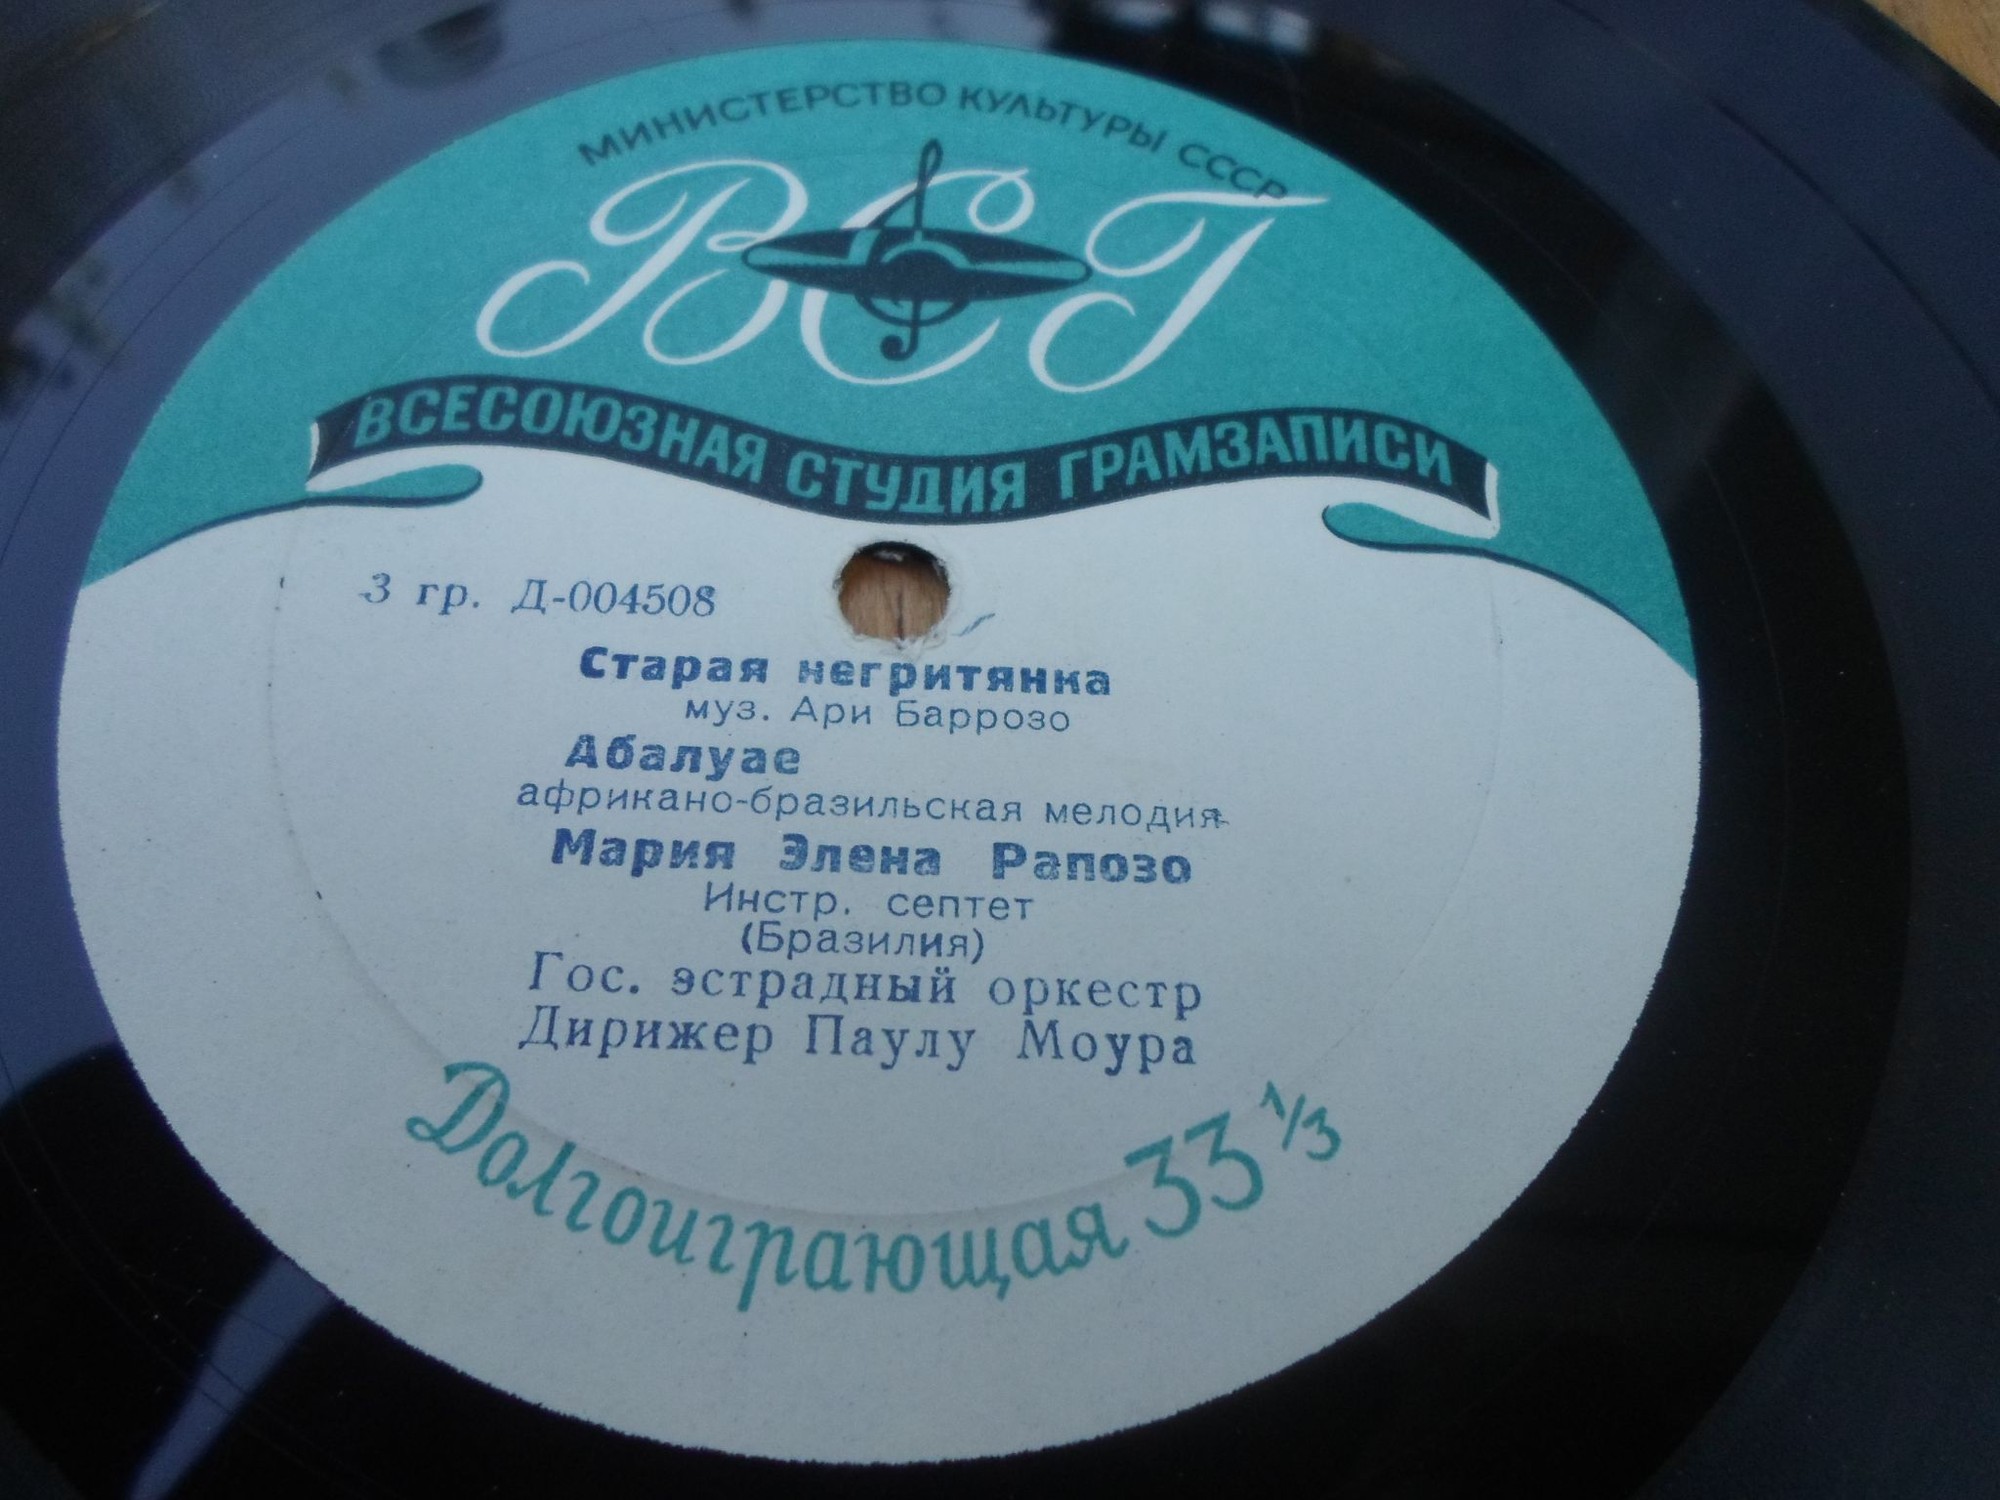 МИНИСТЕРСТВО КУЛЬТУРЫ СССР
ВСГ
ВСЕСОЮЗНАЯ СТУДИЯ ГРАМЗАПИСИ
3 гр. Д-004508
Старая негритянка
муз. Ари Баррозо
Абалуае
африкано-бразильская мелодия
Мария Элена Рапозо
Инстр. септет
(Бразилия)
Гос. эстрадный оркестр
Дирижер Паулу Моура
Долгоиграющая 33 1/3